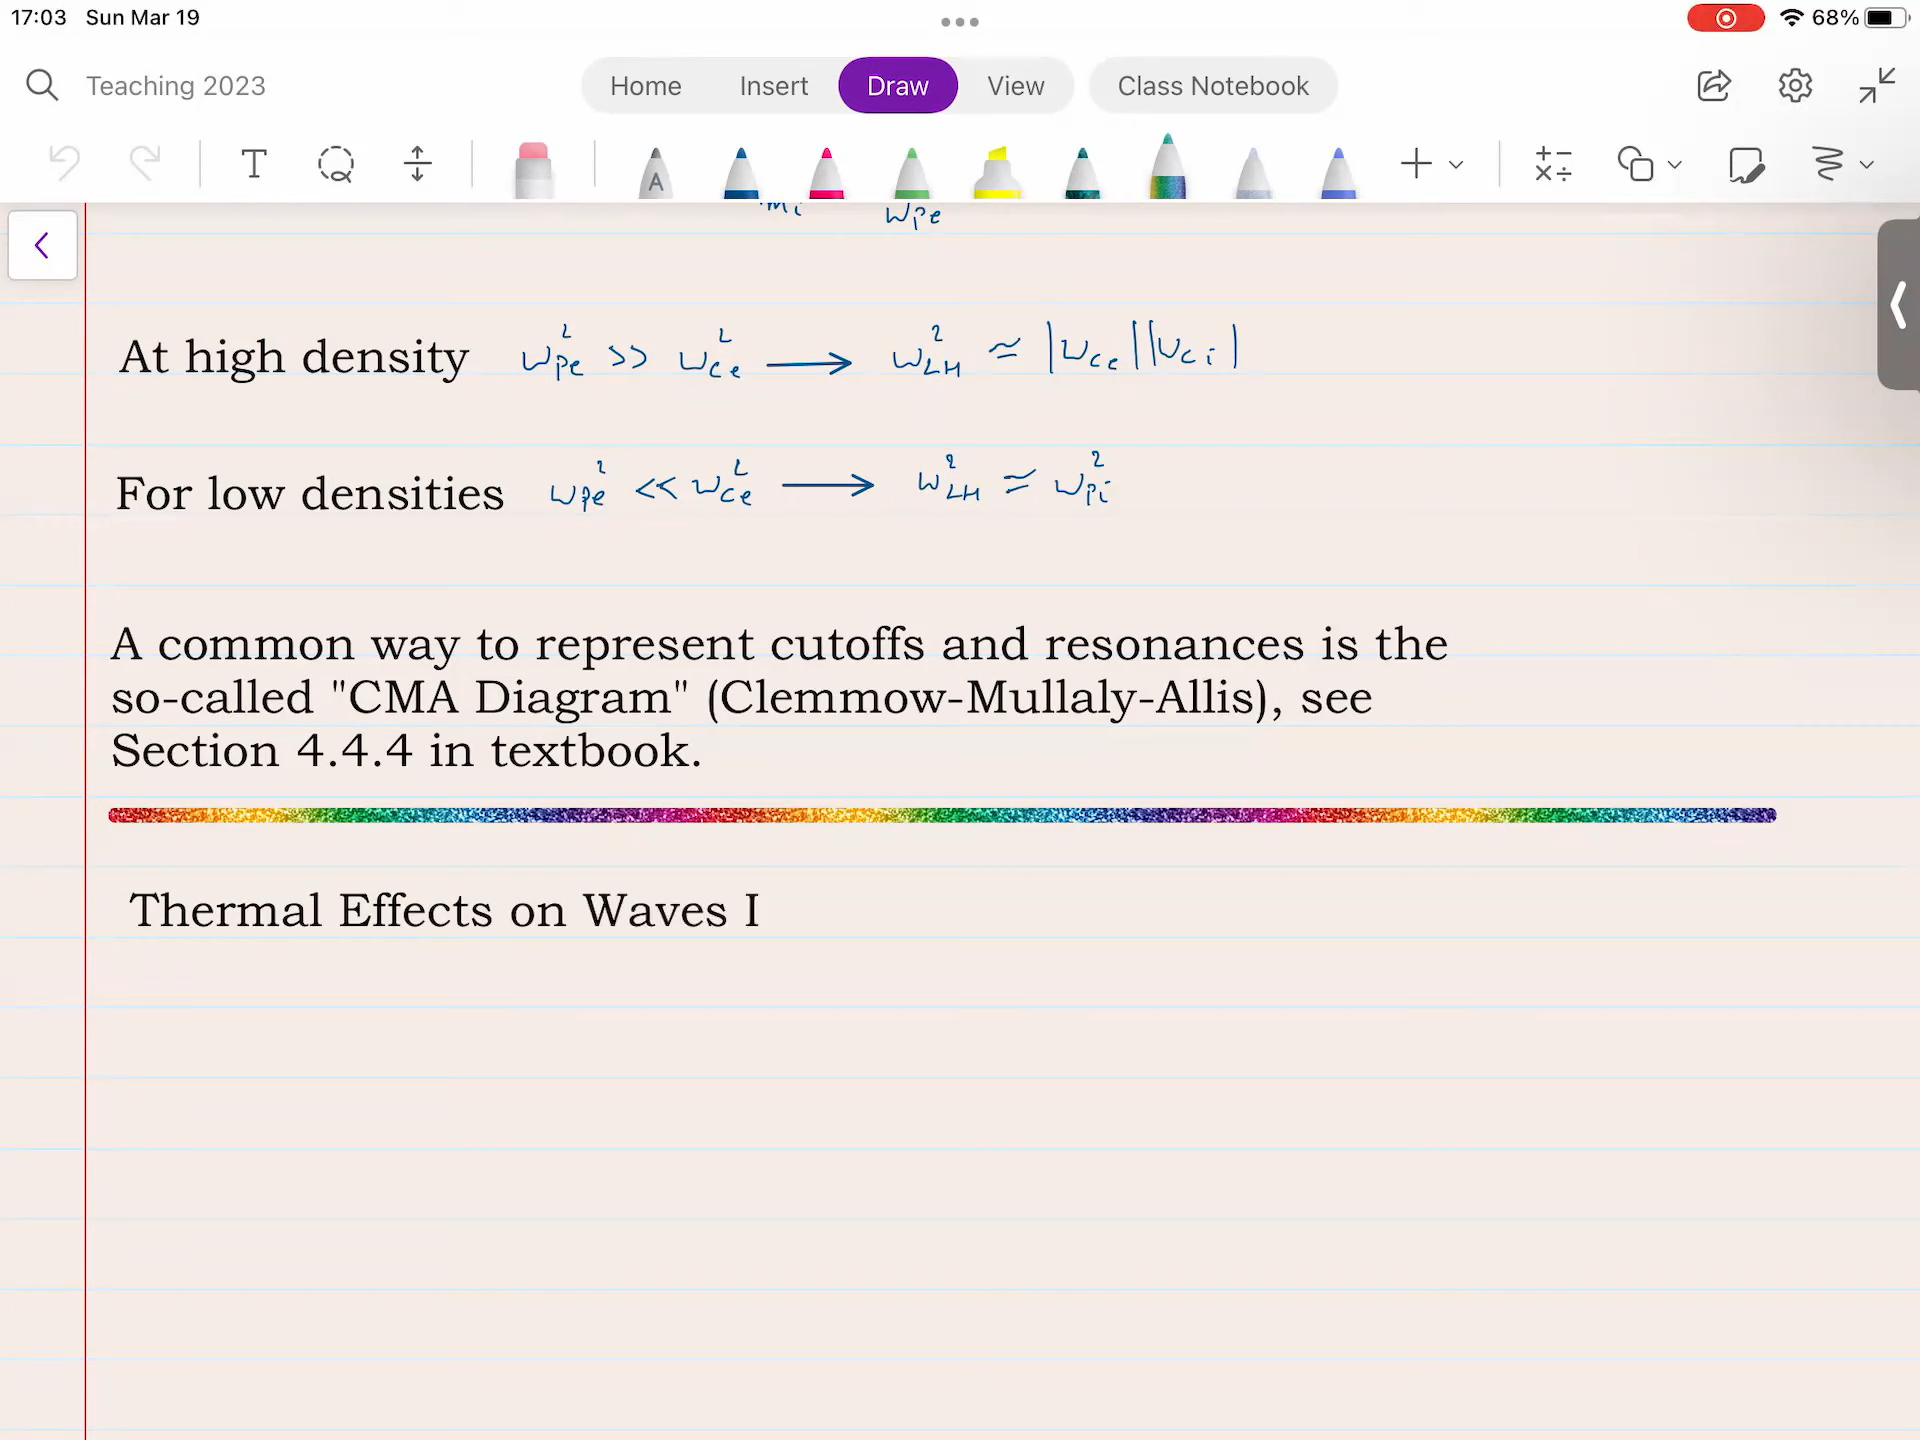 17:03 Sun Mar 19
68%
Teaching 2023
Home Insert Draw View Class Notebook
T
A
mi ωpe
At high density ωpe² >> ωce² ⟶ ωLH² ≈ |ωce||ωci|
For low densities ωpe² << ωce² ⟶ ωLH² ≃ ωpi²
A common way to represent cutoffs and resonances is the
so-called "CMA Diagram" (Clemmow-Mullaly-Allis), see
Section 4.4.4 in textbook.
Thermal Effects on Waves I